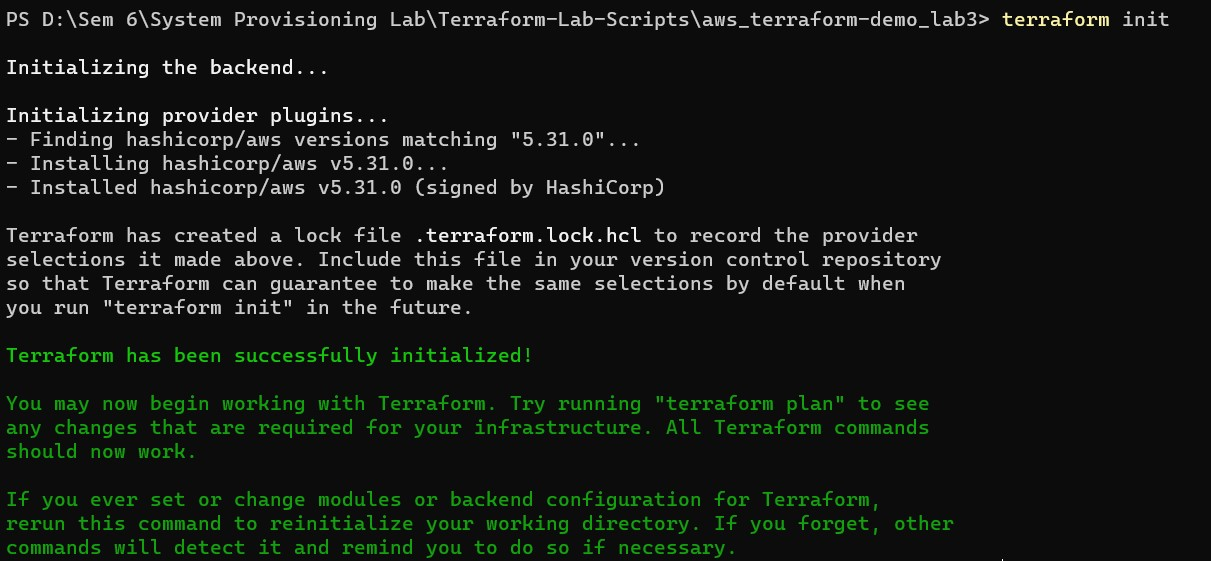 PS D:\Sem 6\System Provisioning Lab\Terraform-Lab-Scripts\aws_terraform-demo_lab3> terraform init
Initializing the backend...
Initializing provider plugins...
- Finding hashicorp/aws versions matching "5.31.0"...
- Installing hashicorp/aws v5.31.0...
- Installed hashicorp/aws v5.31.0 (signed by HashiCorp)
Terraform has created a lock file .terraform.lock.hcl to record the provider
selections it made above. Include this file in your version control repository
so that Terraform can guarantee to make the same selections by default when
you run "terraform init" in the future.
Terraform has been successfully initialized!
You may now begin working with Terraform. Try running "terraform plan" to see
any changes that are required for your infrastructure. All Terraform commands
should now work.
If you ever set or change modules or backend configuration for Terraform,
rerun this command to reinitialize your working directory. If you forget, other
commands will detect it and remind you to do so if necessary.